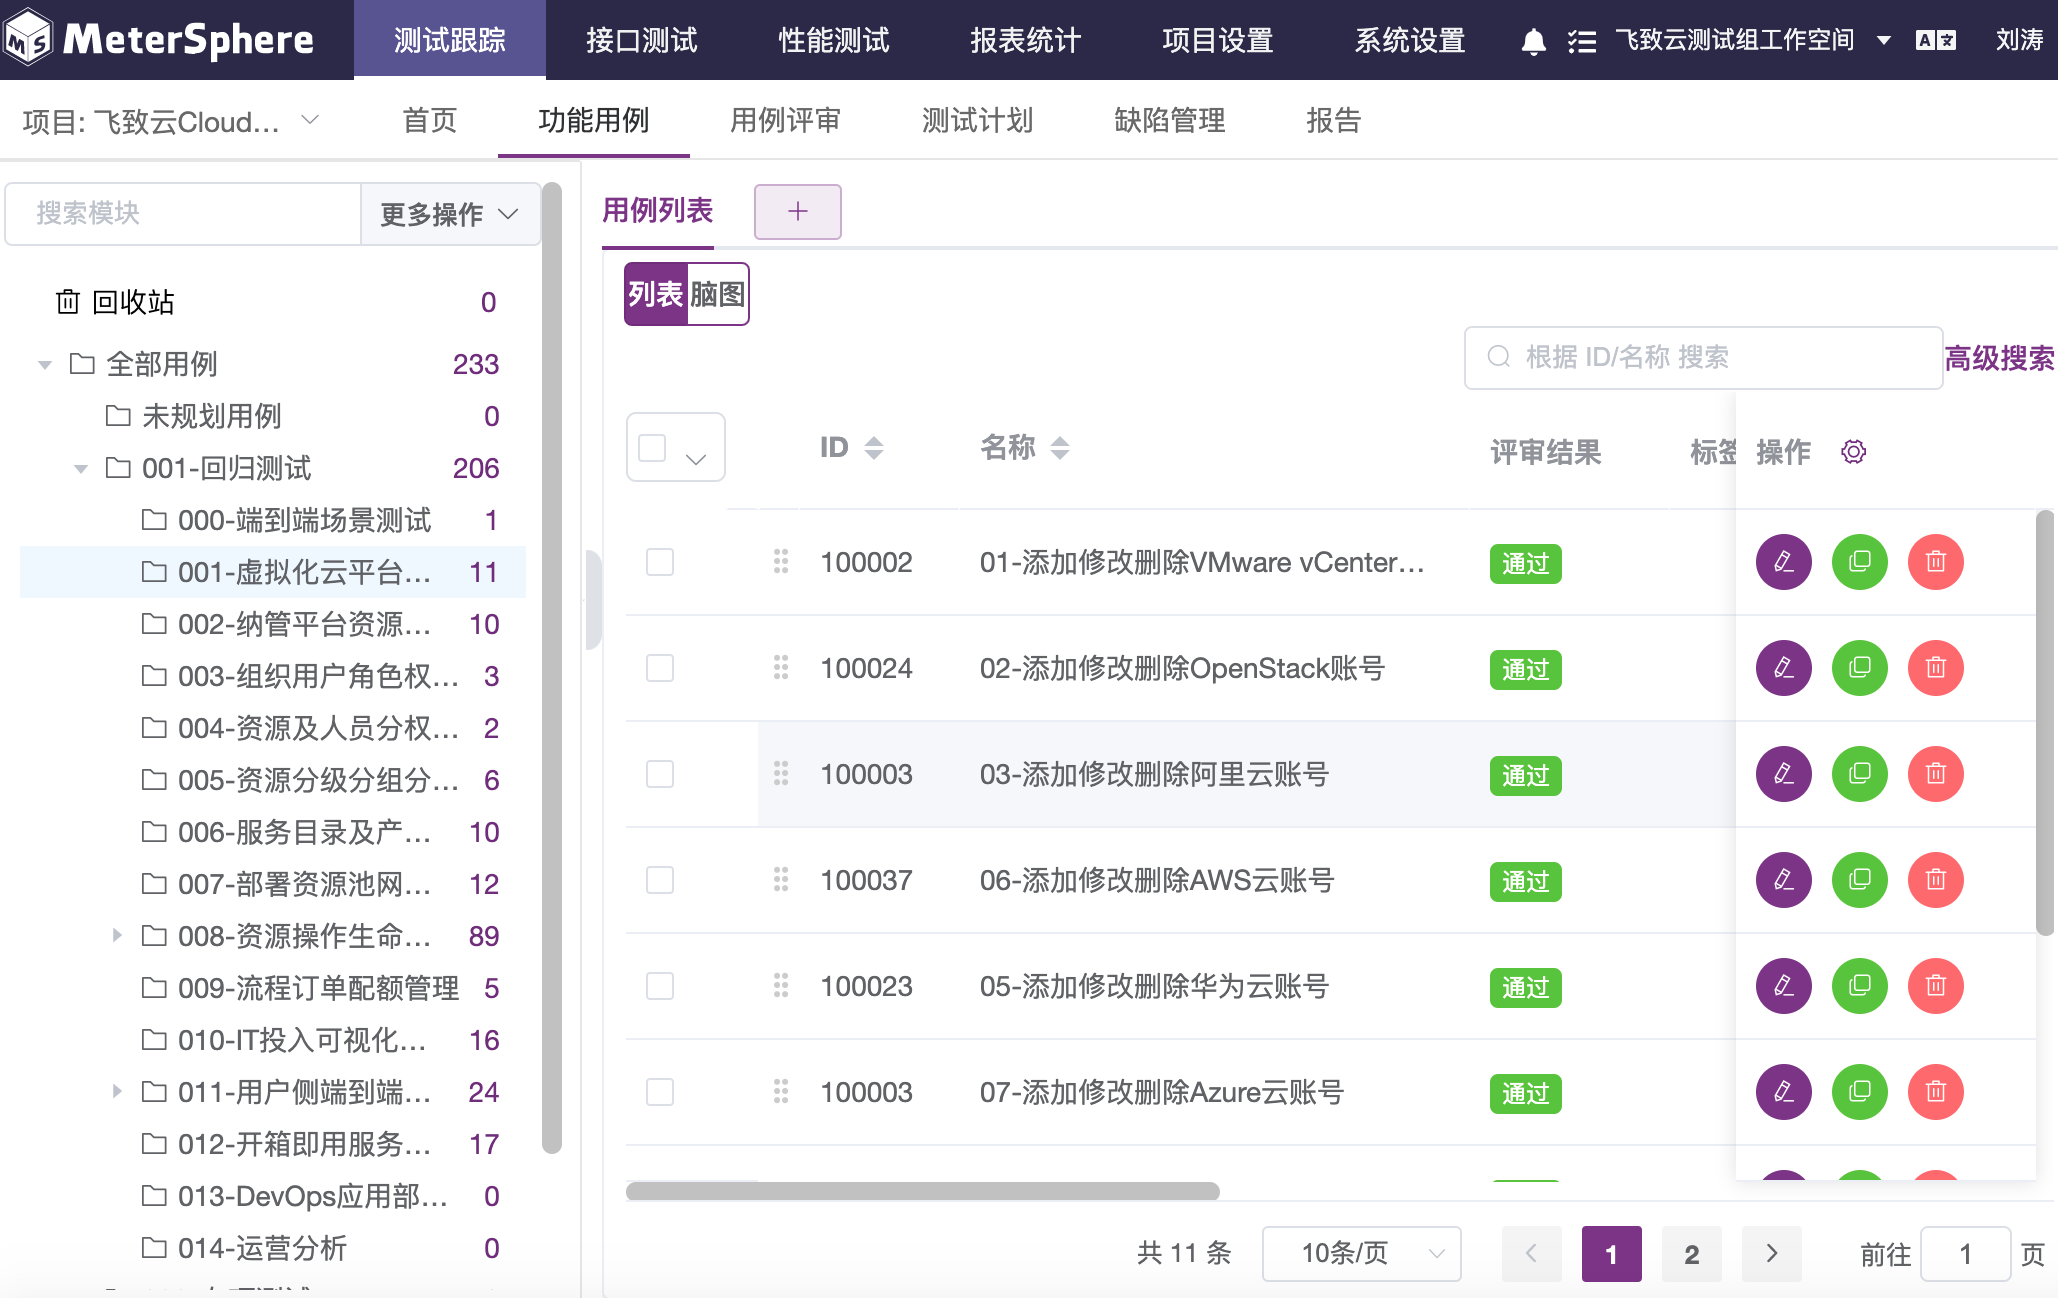 MeterSphere 测试跟踪 接口测试 性能测试 报表统计 项目设置 系统设置 飞致云测试组工作空间 刘涛
项目: 飞致云Cloud... 首页 功能用例 用例评审 测试计划 缺陷管理 报告
搜索模块 更多操作
回收站 0
全部用例 233
未规划用例 0
001-回归测试 206
000-端到端场景测试 1
001-虚拟化云平台... 11
002-纳管平台资源... 10
003-组织用户角色权... 3
004-资源及人员分权... 2
005-资源分级分组分... 6
006-服务目录及产... 10
007-部署资源池网... 12
008-资源操作生命... 89
009-流程订单配额管理 5
010-IT投入可视化... 16
011-用户侧端到端... 24
012-开箱即用服务... 17
013-DevOps应用部... 0
014-运营分析 0
用例列表 +
列表 脑图
根据 ID/名称 搜索 高级搜索
ID 名称 评审结果 标签 操作
100002 01-添加修改删除VMware vCenter... 通过
100024 02-添加修改删除OpenStack账号 通过
100003 03-添加修改删除阿里云账号 通过
100037 06-添加修改删除AWS云账号 通过
100023 05-添加修改删除华为云账号 通过
100003 07-添加修改删除Azure云账号 通过
共 11 条 10条/页 1 2 前往 1 页